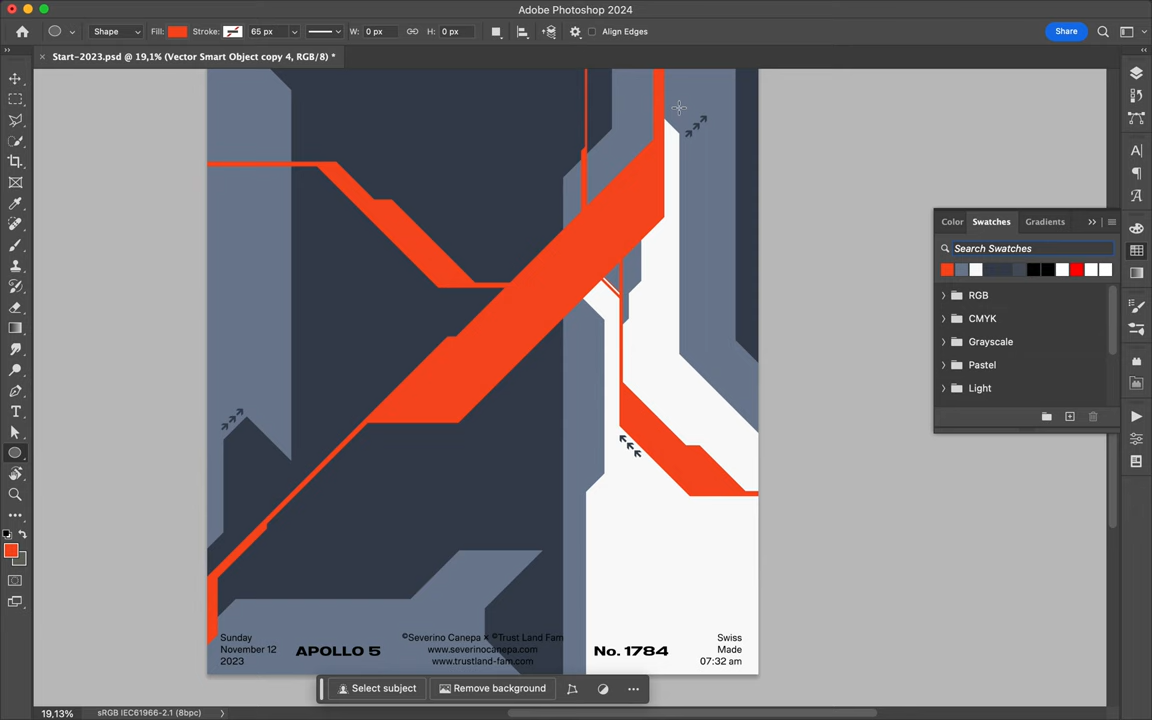 Adobe Photoshop 2024
Shape Fill: Stroke: 65 px W: 0 px H: 0 px Align Edges Share
Start-2023.psd @ 19,1% (Vector Smart Object copy 4, RGB/8) *
Color Swatches Gradients
Search Swatches
RGB
CMYK
Grayscale
Pastel
Light
Sunday
November 12
2023
APOLLO 5
©Severino Canepa × ©Trust Land Fam
www.severinocanepa.com
www.trustland-fam.com
No. 1784
Swiss
Made
07:32 am
Select subject Remove background
19,13% sRGB IEC61966-2.1 (8bpc)